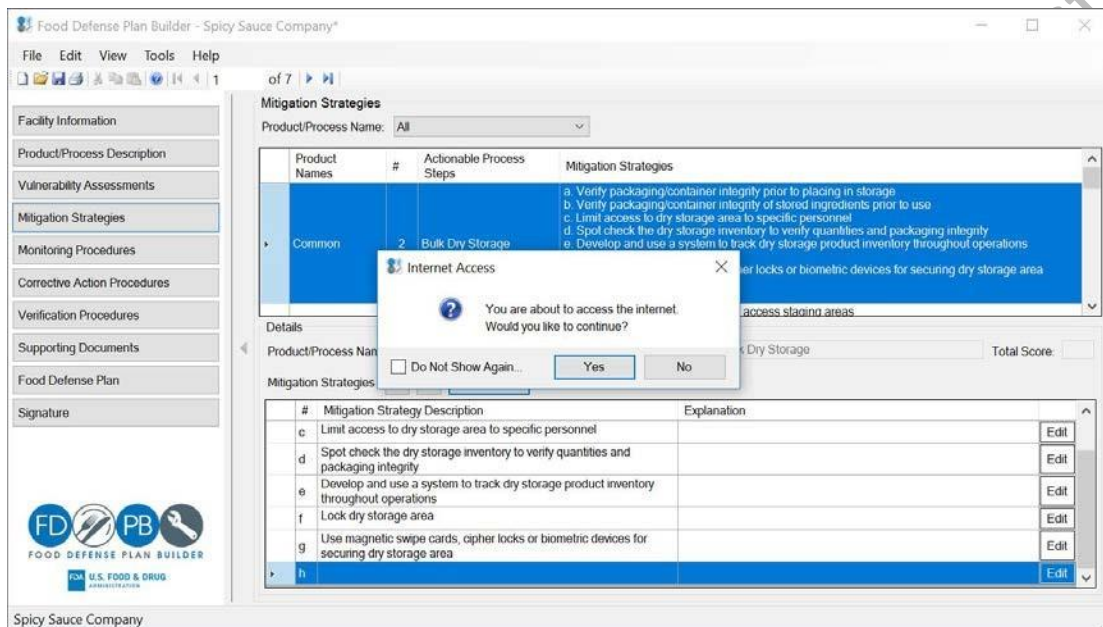 Food Defense Plan Builder - Spicy Sauce Company*
File Edit View Tools Help
1 of 7
Facility Information
Product/Process Description
Vulnerability Assessments
Mitigation Strategies
Monitoring Procedures
Corrective Action Procedures
Verification Procedures
Supporting Documents
Food Defense Plan
Signature
FD PB
FOOD DEFENSE PLAN BUILDER
FDA U.S. FOOD & DRUG
ADMINISTRATION
Mitigation Strategies
Product/Process Name: All
Product Names # Actionable Process Steps Mitigation Strategies
Common 2 Bulk Dry Storage
a. Verify packaging/container integrity prior to placing in storage
b. Verify packaging/container integrity of stored ingredients prior to use
c. Limit access to dry storage area to specific personnel
d. Spot check the dry storage inventory to verify quantities and packaging integrity
e. Develop and use a system to track dry storage product inventory throughout operations
locks or biometric devices for securing dry storage area
access staging areas
Internet Access
You are about to access the internet.
Would you like to continue?
Do Not Show Again...
Yes No
Details
Product/Process Dry Storage Total Score:
Mitigation Strategies
# Mitigation Strategy Description Explanation
c Limit access to dry storage area to specific personnel Edit
d Spot check the dry storage inventory to verify quantities and
packaging integrity Edit
e Develop and use a system to track dry storage product inventory
throughout operations Edit
f Lock dry storage area Edit
g Use magnetic swipe cards, cipher locks or biometric devices for
securing dry storage area Edit
h Edit
Spicy Sauce Company